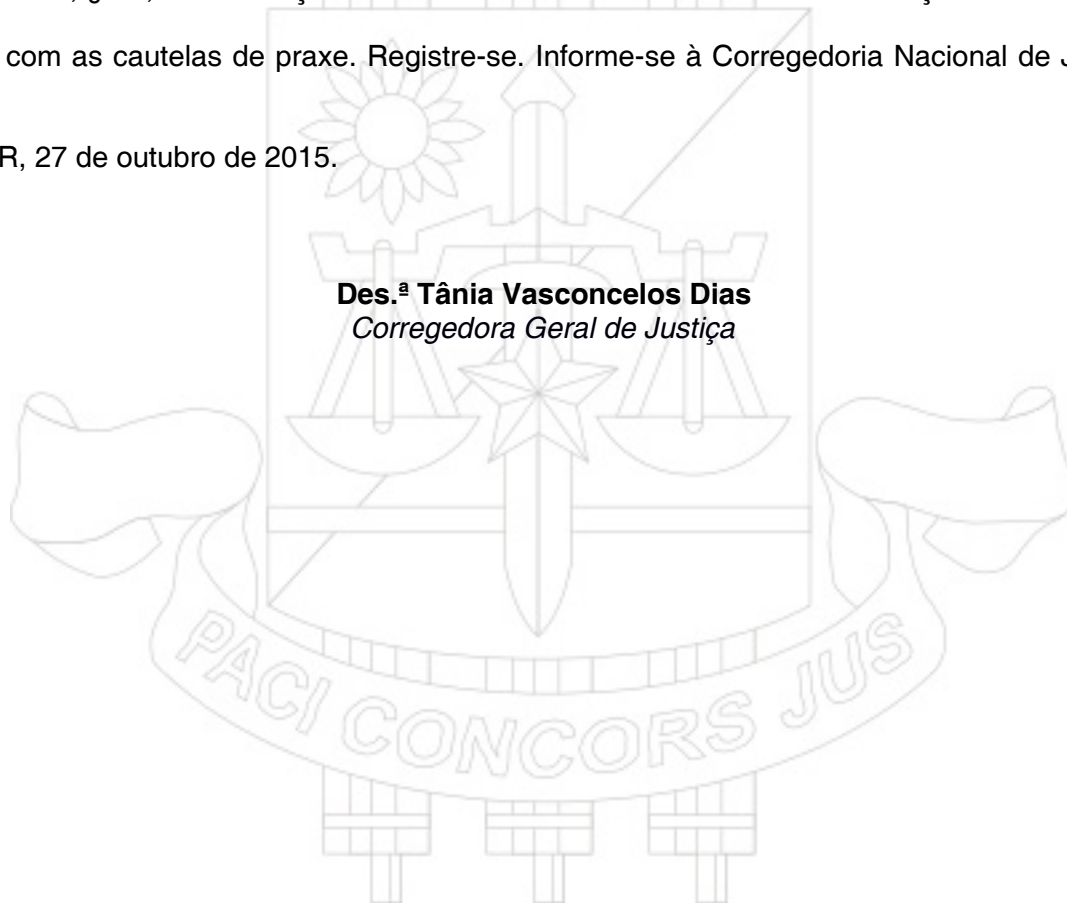 com as cautelas de praxe. Registre-se. Informe-se à Corregedoria Nacional de J
R, 27 de outubro de 2015.
Des.ª Tânia Vasconcelos Dias
Corregedora Geral de Justiça
PACI CONCORS JUS